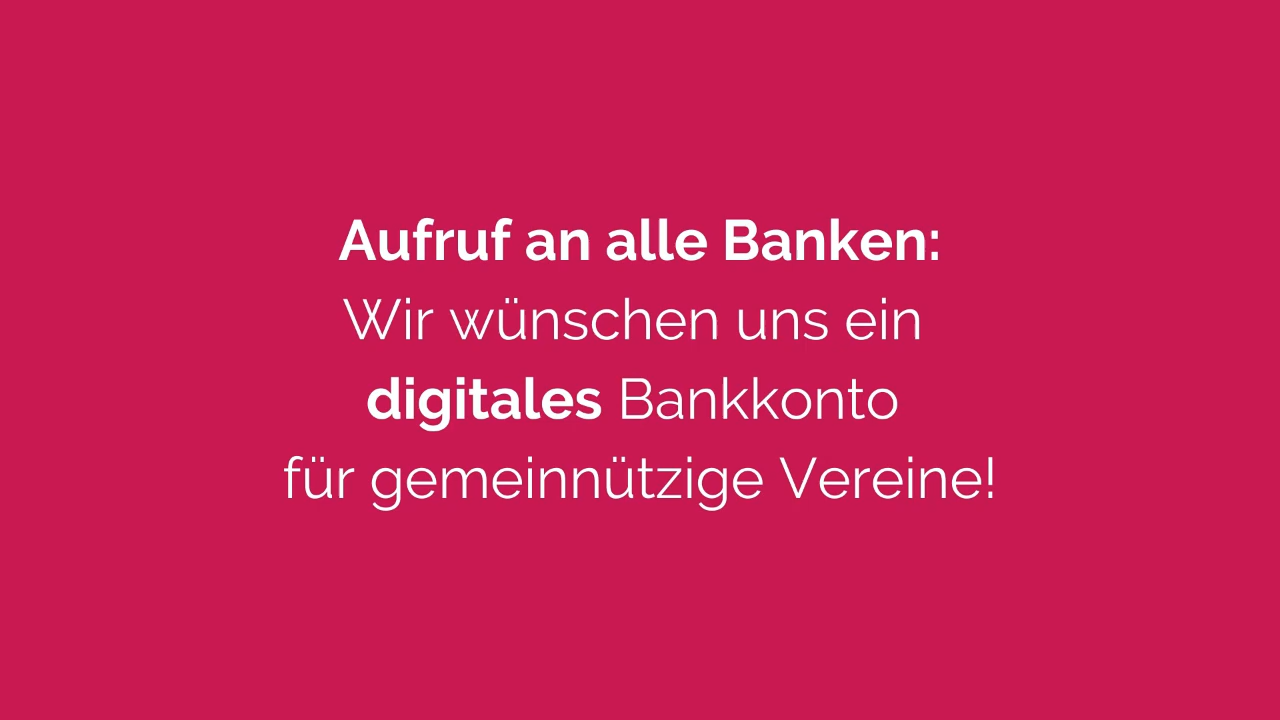 Aufruf an alle Banken:
Wir wünschen uns ein
digitales Bankkonto
für gemeinnützige Vereine!